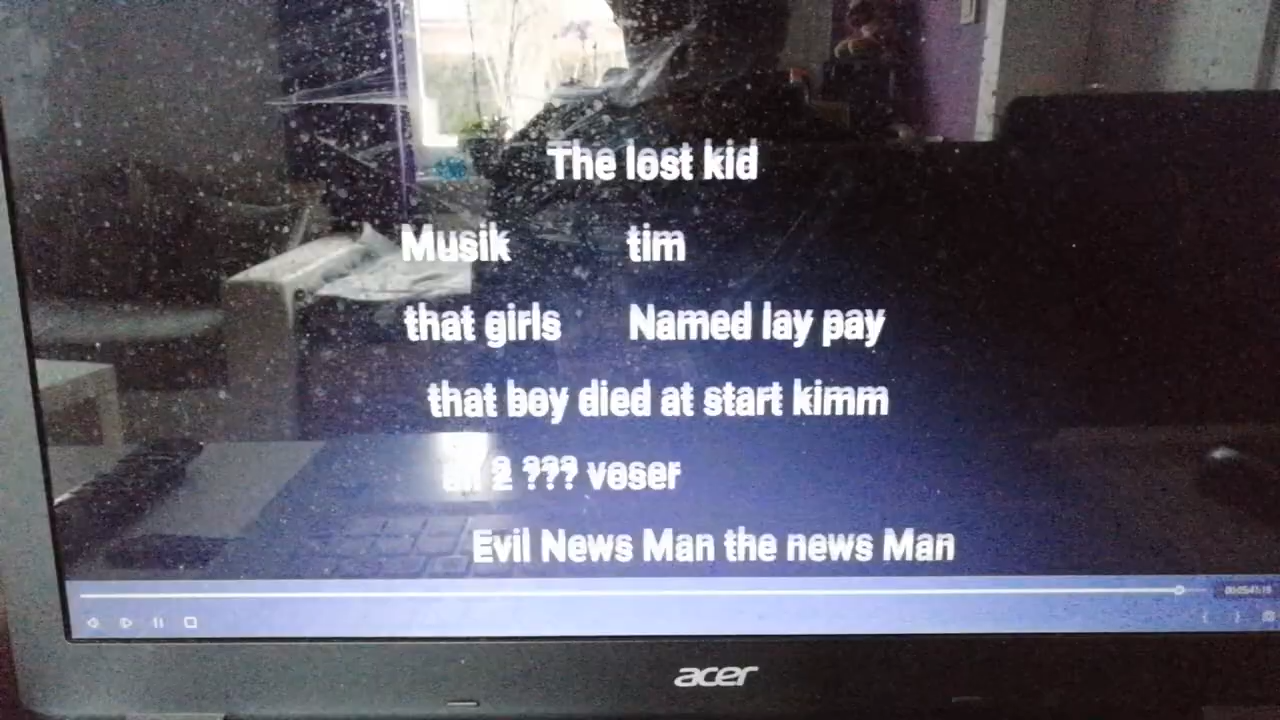 The lost kid
Musik tim
that girls Named lay pay
that boy died at start kimm
2 ??? voser
Evil News Man the news Man
acer